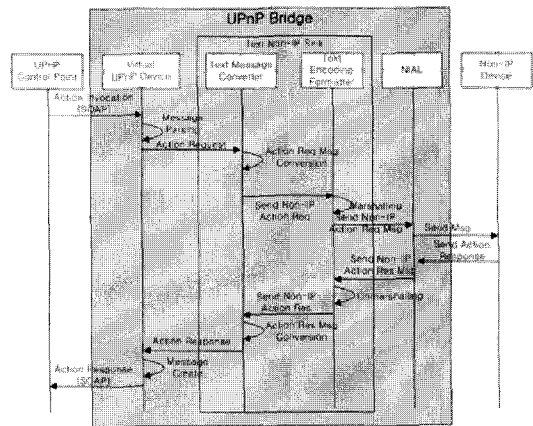 UPnP Bridge
Text Non-IP Sink
UPnP
Control Point
Virtual
UPnP Device
Text Message
Converter
Text
Encoding
Formatter
NIAL
Non-IP
Device
Action Invocation
(SOAP)
Message
Parsing
Action Request
Action Req Msg
Conversion
Send Non-IP
Action Req
Marshalling
Send Non-IP
Action Req Msg
Send Msg
Send Action
Response
Send Non-IP
Action Res Msg
Unmarshalling
Send Non-IP
Action Res
Action Res Msg
Conversion
Action Response
Message
Create
Action Response
(SOAP)